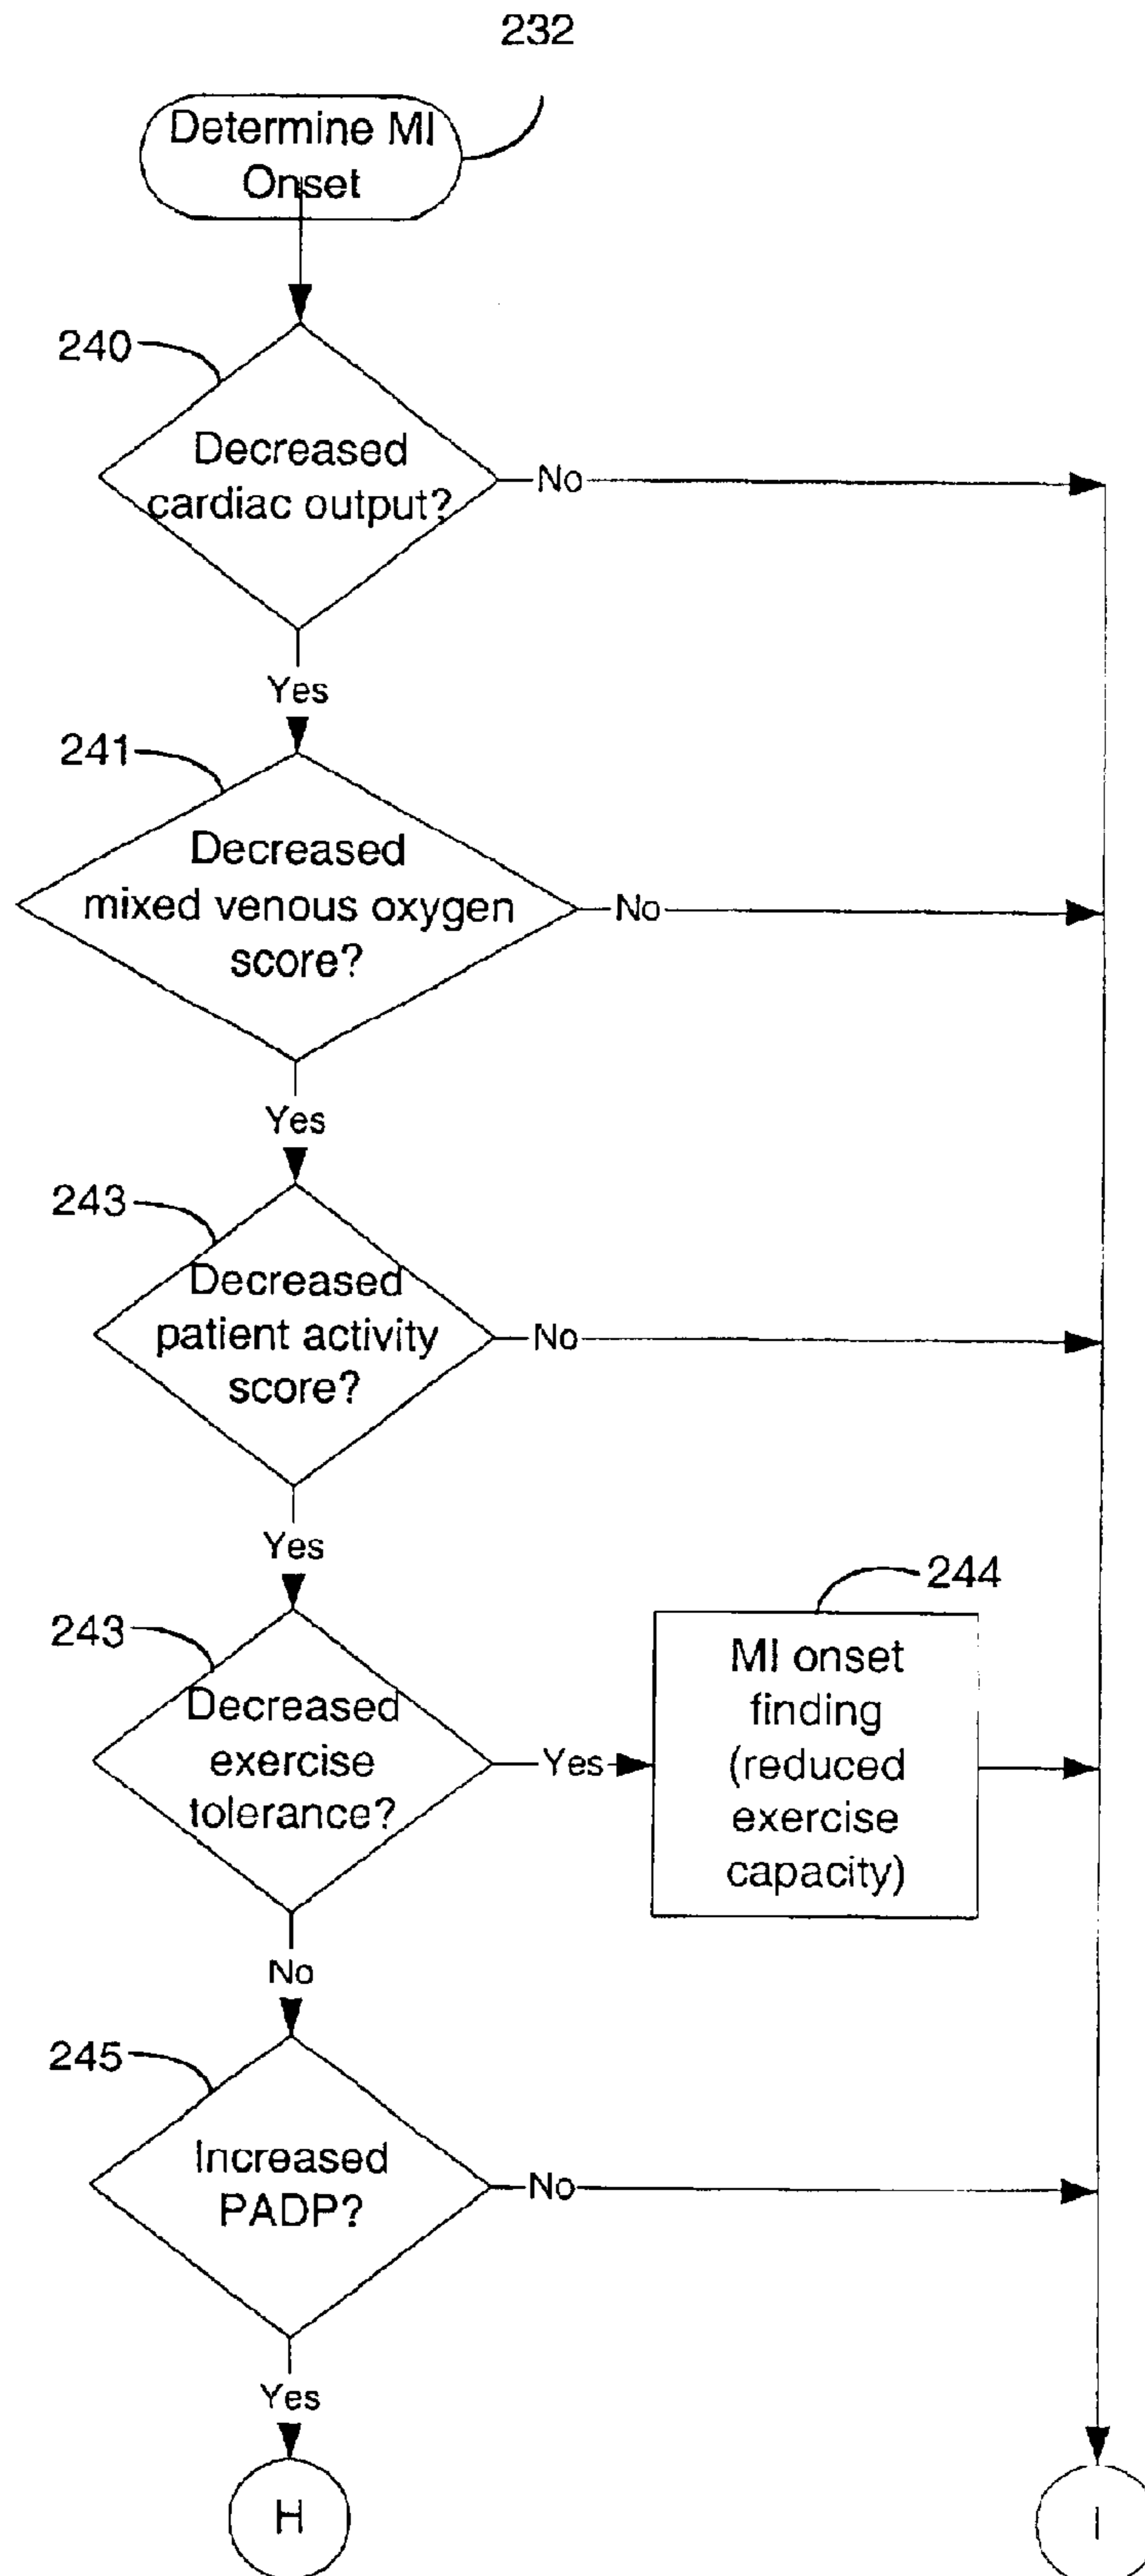 232
Determine MI
Onset
240
Decreased
cardiac output?
No
Yes
241
Decreased
mixed venous oxygen
score?
No
Yes
243
Decreased
patient activity
score?
No
Yes
243
Decreased
exercise
tolerance?
Yes
244
MI onset
finding
(reduced
exercise
capacity)
No
245
Increased
PADP?
No
Yes
H
I